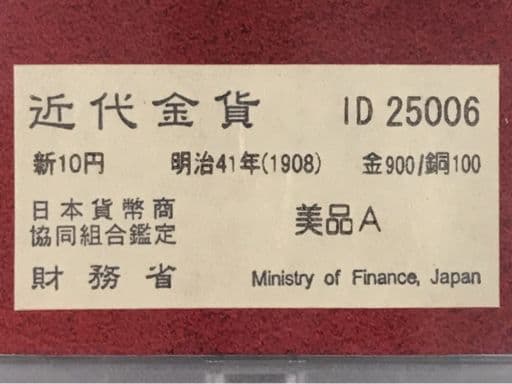 近代金貨 ID 25006
新10円 明治41年(1908) 金900/銅100
日本貨幣商
協同組合鑑定 美品A
財務省 Ministry of Finance, Japan